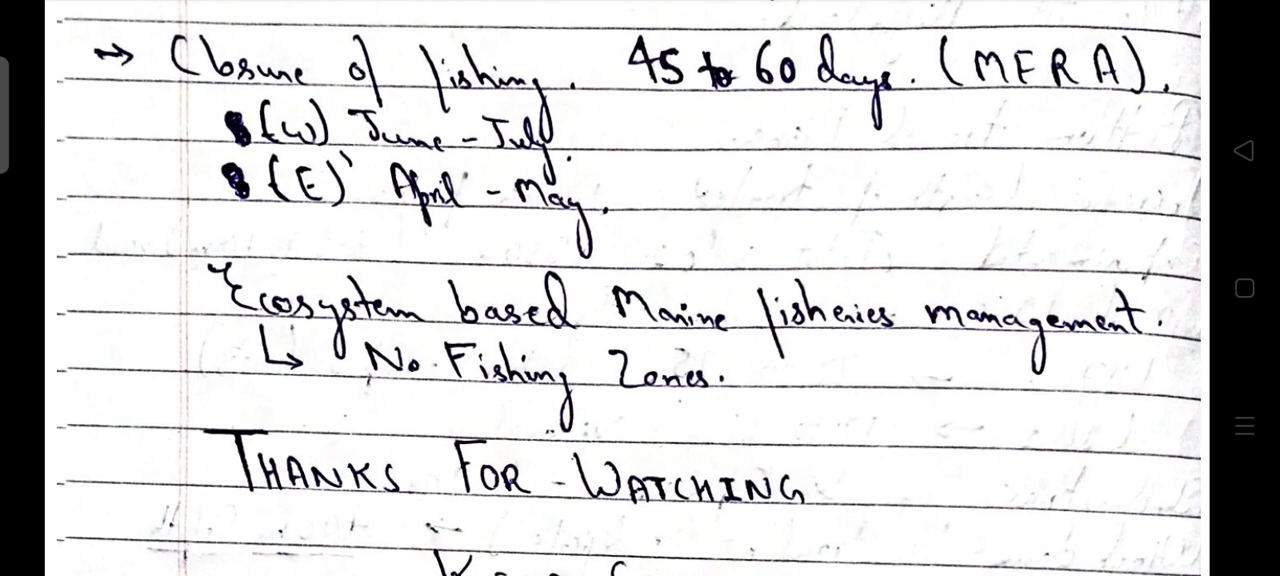 → Closure of fishing. 45 to 60 days. (MFRA).
(W) June - July.
(E) April - May.
Ecosystem based Marine fisheries management.
↳ No Fishing Zones.
THANKS FOR - WATCHING